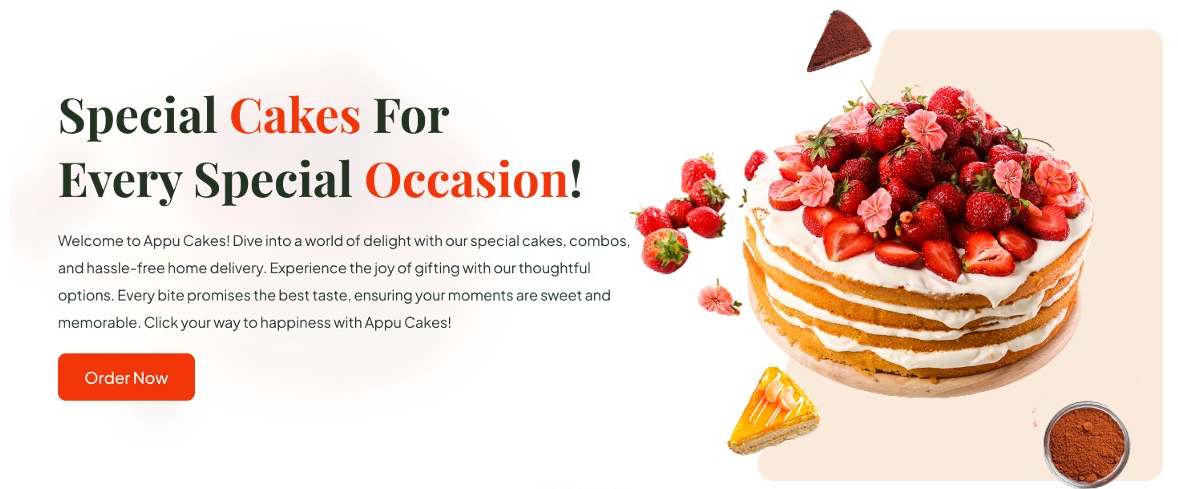 Special Cakes For
Every Special Occasion!
Welcome to Appu Cakes! Dive into a world of delight with our special cakes, combos,
and hassle-free home delivery. Experience the joy of gifting with our thoughtful
options. Every bite promises the best taste, ensuring your moments are sweet and
memorable. Click your way to happiness with Appu Cakes!
Order Now